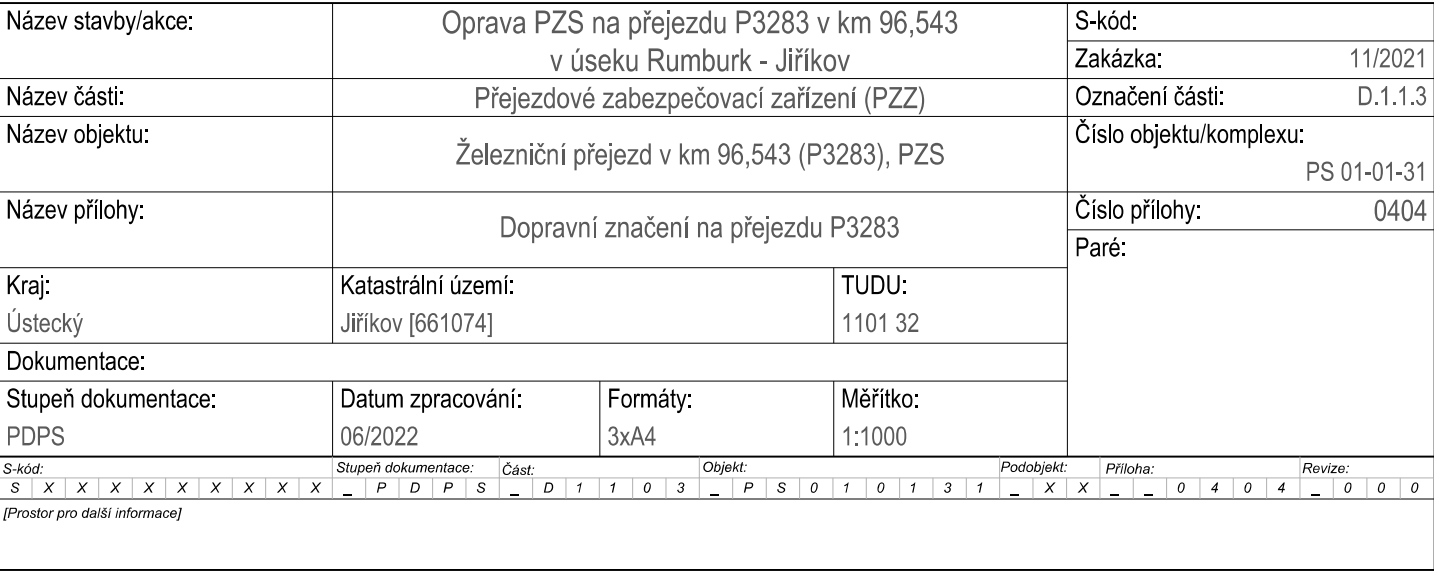 Název stavby/akce:
Oprava PZS na přejezdu P3283 v km 96,543
v úseku Rumburk - Jiříkov
S-kód:
Zakázka: 11/2021
Název části:
Přejezdové zabezpečovací zařízení (PZZ)
Označení části: D.1.1.3
Název objektu:
Železniční přejezd v km 96,543 (P3283), PZS
Číslo objektu/komplexu:
PS 01-01-31
Název přílohy:
Dopravní značení na přejezdu P3283
Číslo přílohy: 0404
Paré:
Kraj: Katastrální území: TUDU:
Ústecký Jiříkov [661074] 1101 32
Dokumentace:
Stupeň dokumentace: Datum zpracování: Formáty: Měřítko:
PDPS 06/2022 3xA4 1:1000
S-kód: Stupeň dokumentace: Část: Objekt: Podobjekt: Příloha: Revize:
S X X X X X X X X X _ P D P S _ D 1 1 0 3 _ P S 0 1 0 1 3 1 _ X X _ _ 0 4 0 4 _ 0 0 0
[Prostor pro další informace]